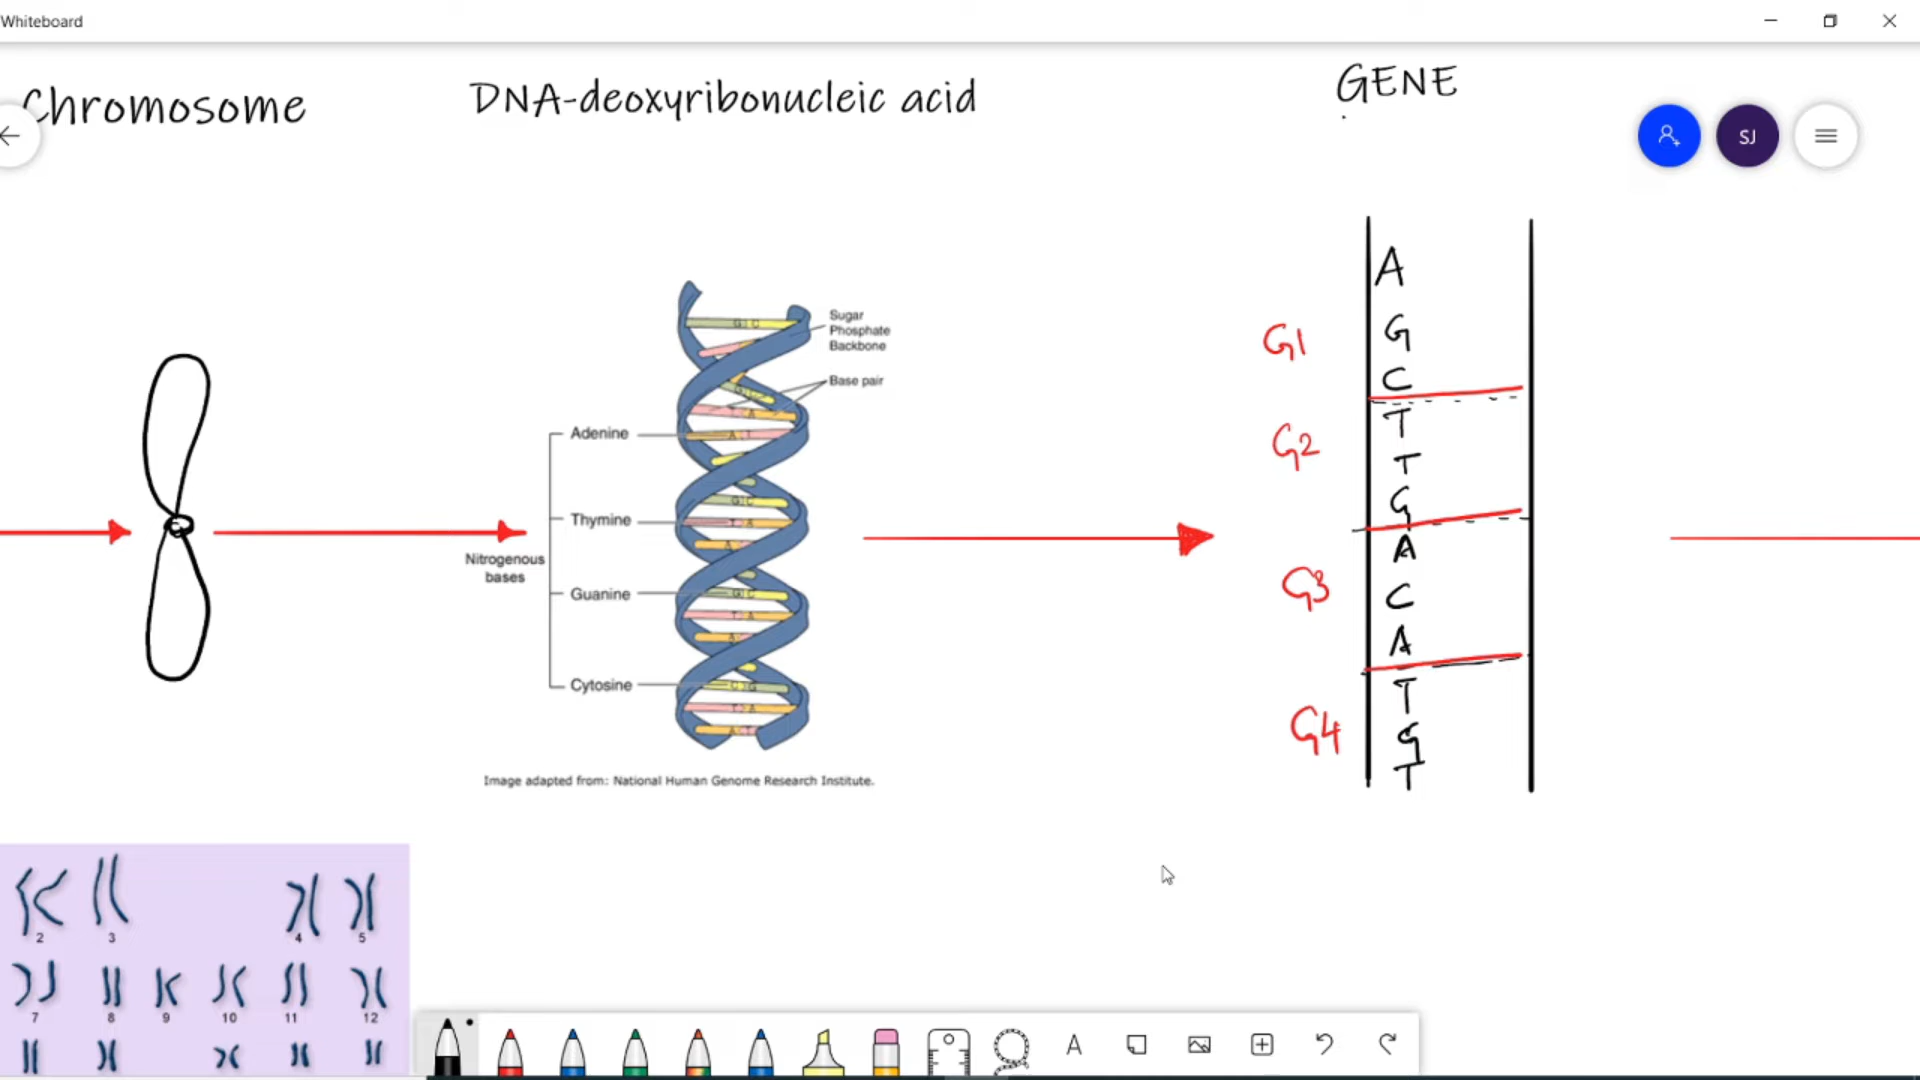 Whiteboard
Chromosome
DNA-deoxyribonucleic acid
GENE
SJ
Sugar
Phosphate
Backbone
Base pair
Adenine
Thymine
Nitrogenous
bases
Guanine
Cytosine
Image adapted from: National Human Genome Research Institute.
G1
G2
G3
G4
A
G
C
T
T
G
A
C
A
T
G
T
2 3 4 5
7 8 9 10 11 12